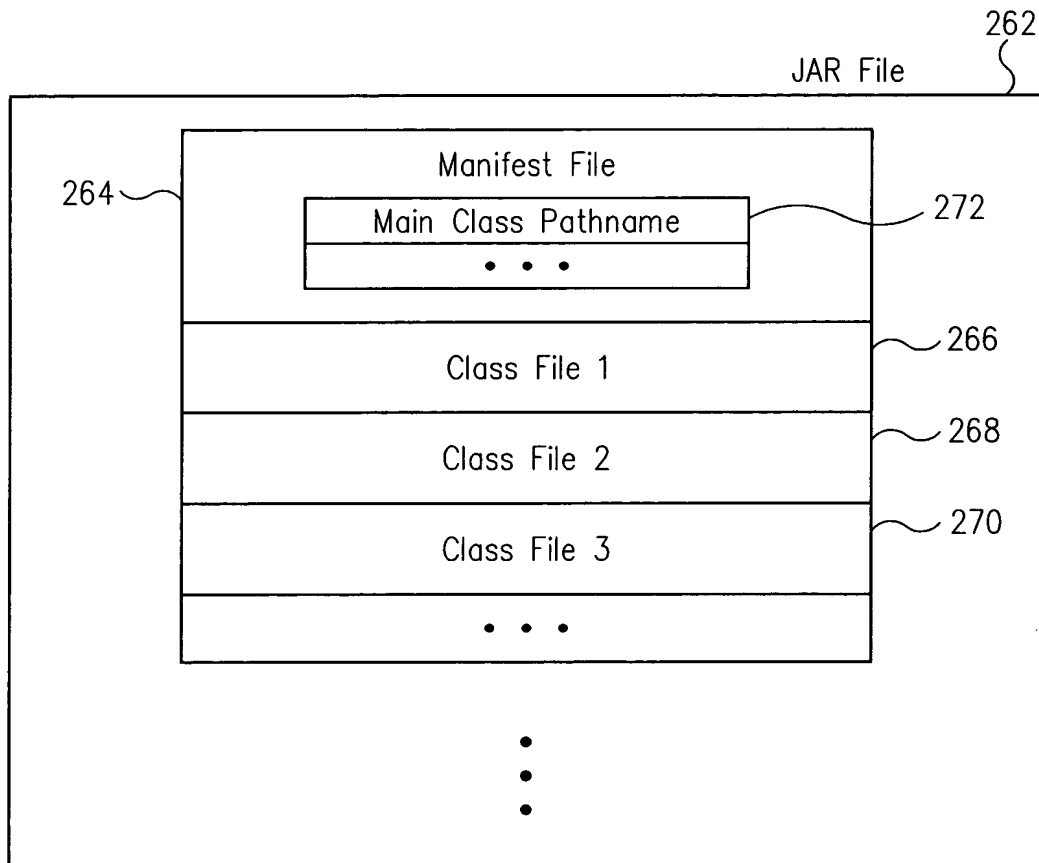 262
JAR File
Manifest File
264
Main Class Pathname
272
• • •
266
Class File 1
268
Class File 2
270
Class File 3
• • •